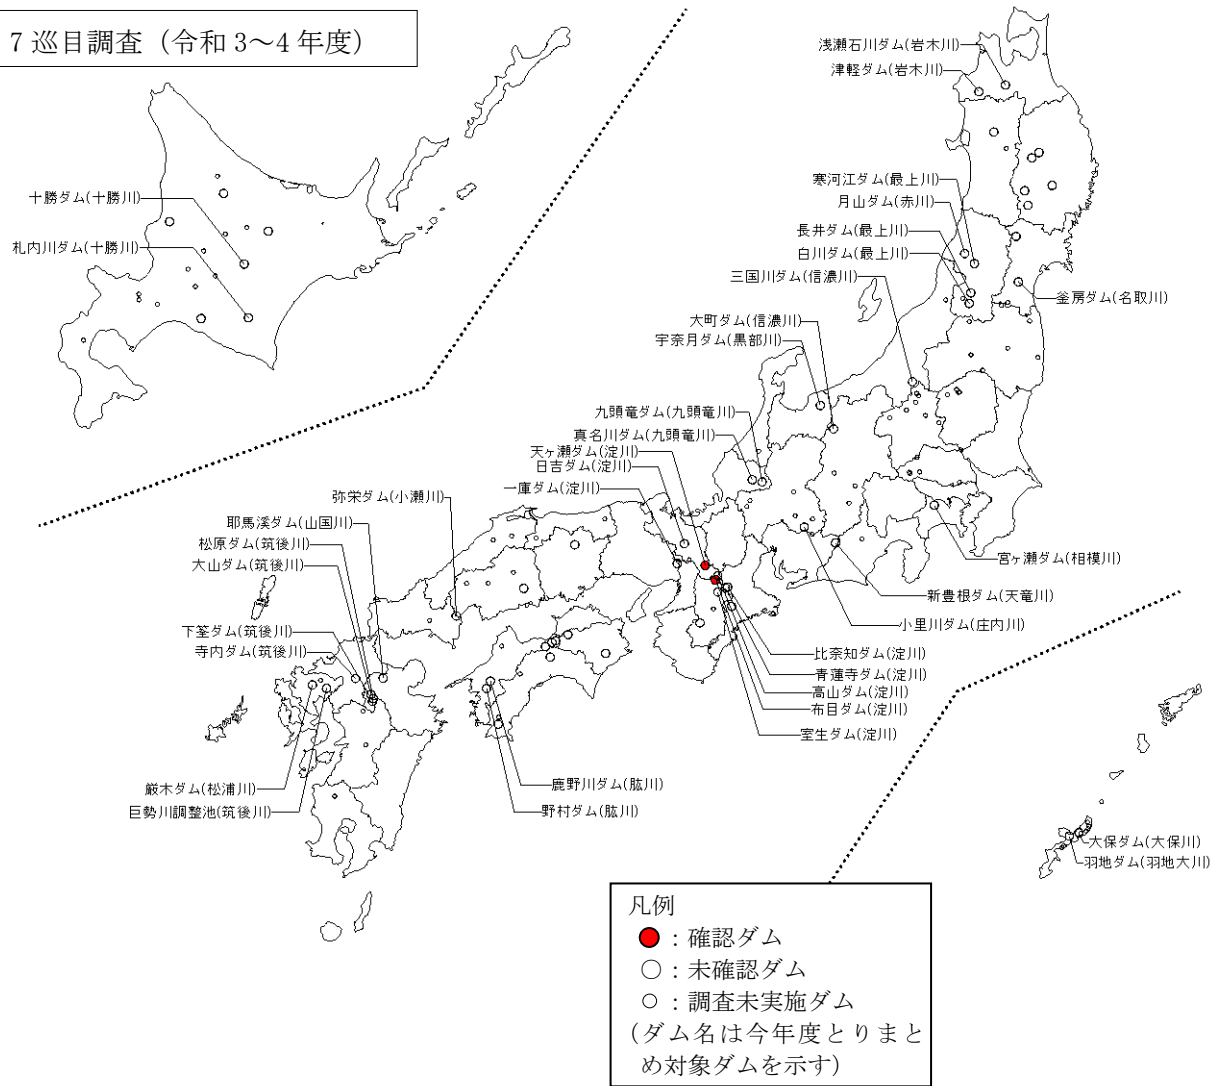 7 巡目調査（令和 3～4 年度）
浅瀬石川ダム(岩木川)
津軽ダム(岩木川)
十勝ダム(十勝川)
札内川ダム(十勝川)
寒河江ダム(最上川)
月山ダム(赤川)
長井ダム(最上川)
白川ダム(最上川)
三国川ダム(信濃川)
釜房ダム(名取川)
大町ダム(信濃川)
宇奈月ダム(黒部川)
九頭竜ダム(九頭竜川)
真名川ダム(九頭竜川)
天ヶ瀬ダム(淀川)
日吉ダム(淀川)
一庫ダム(淀川)
弥栄ダム(小瀬川)
耶馬溪ダム(山国川)
松原ダム(筑後川)
大山ダム(筑後川)
下筌ダム(筑後川)
寺内ダム(筑後川)
宮ヶ瀬ダム(相模川)
新豊根ダム(天竜川)
小里川ダム(庄内川)
比奈知ダム(淀川)
青蓮寺ダム(淀川)
高山ダム(淀川)
布目ダム(淀川)
室生ダム(淀川)
厳木ダム(松浦川)
巨勢川調整池(筑後川)
鹿野川ダム(肱川)
野村ダム(肱川)
大保ダム(大保川)
羽地ダム(羽地大川)
凡例
：確認ダム
：未確認ダム
：調査未実施ダム
(ダム名は今年度とりまと
め対象ダムを示す)